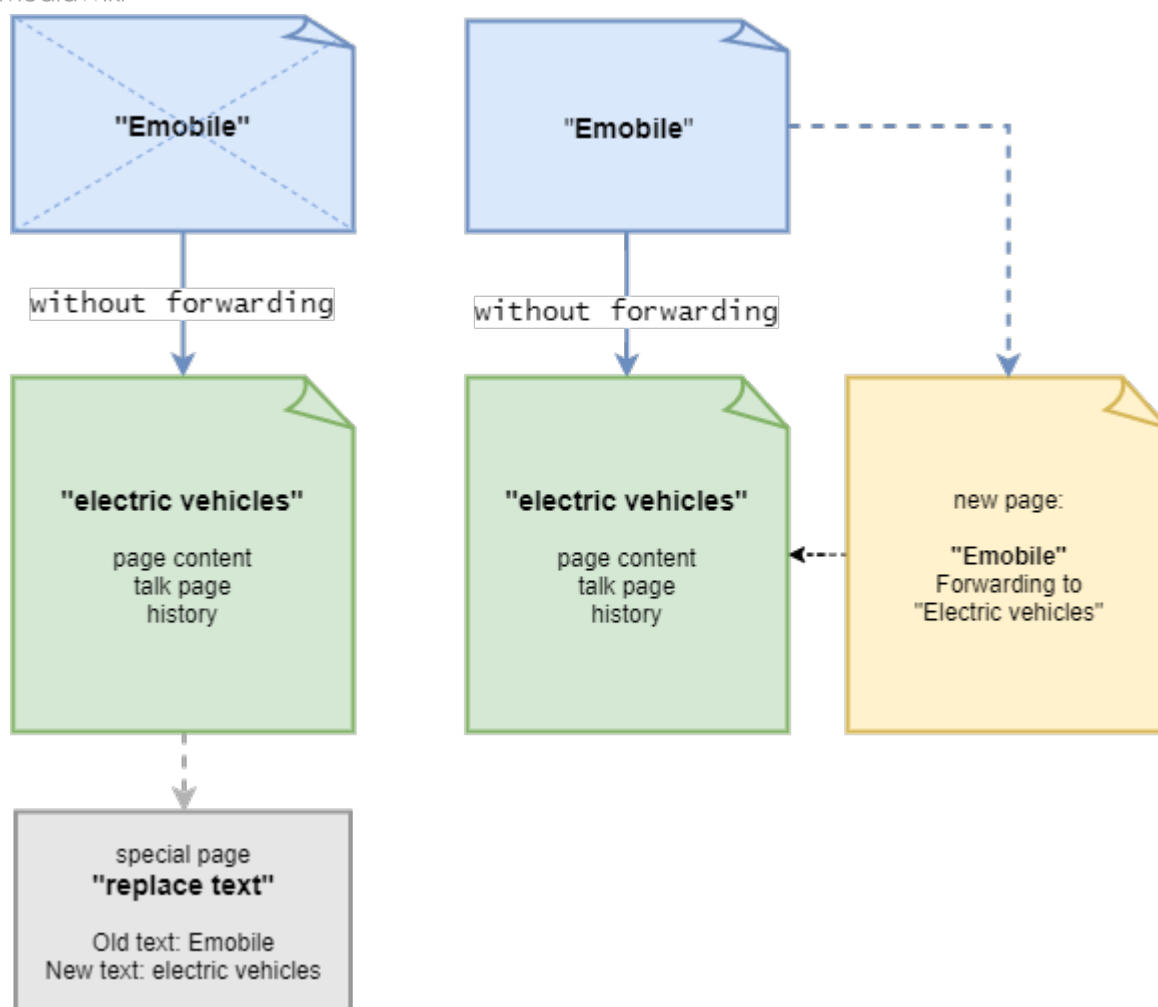 "Emobile"
without forwarding
"electric vehicles"
page content
talk page
history
special page
"replace text"
Old text: Emobile
New text: electric vehicles
"Emobile"
without forwarding
"electric vehicles"
page content
talk page
history
new page:
"Emobile"
Forwarding to
"Electric vehicles"